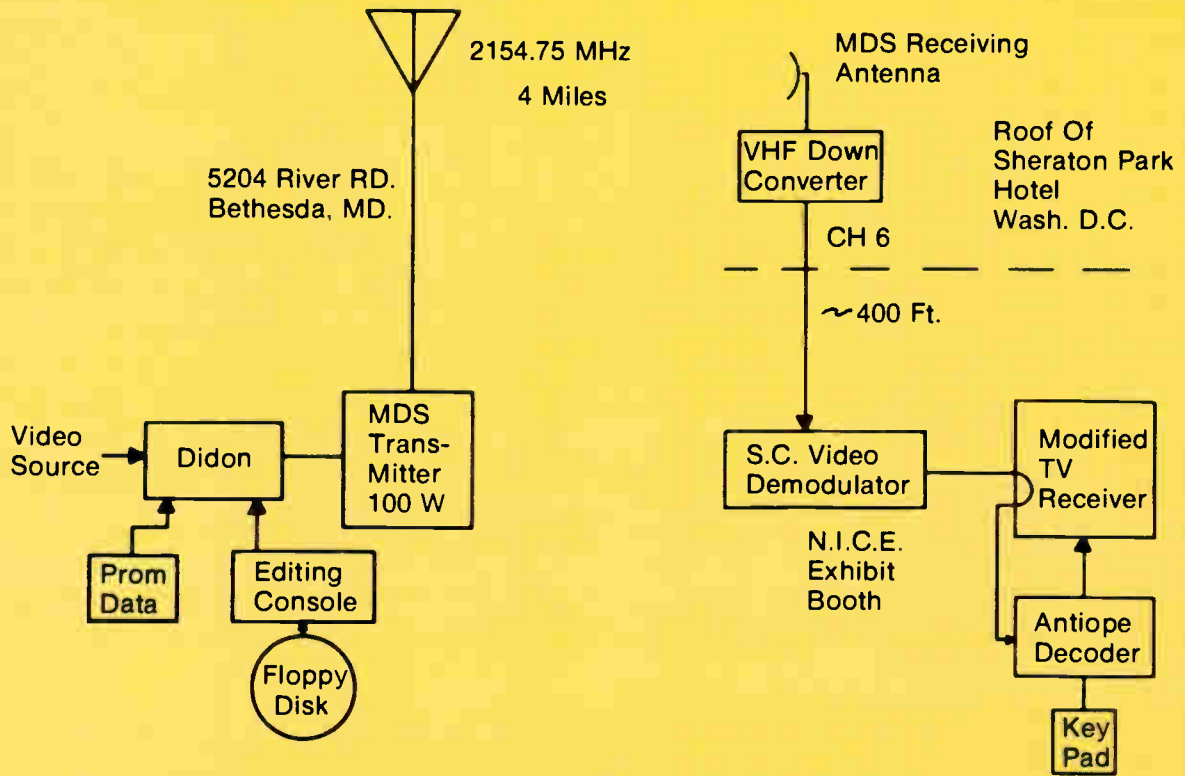 2154.75 MHz
4 Miles
5204 River RD.
Bethesda, MD.
Video
Source
Didon
MDS
Trans-
Mitter
100 W
Prom
Data
Editing
Console
Floppy
Disk
MDS Receiving
Antenna
VHF Down
Converter
Roof Of
Sheraton Park
Hotel
Wash. D.C.
CH 6
~400 Ft.
S.C. Video
Demodulator
Modified
TV
Receiver
N.I.C.E.
Exhibit
Booth
Antiope
Decoder
Key
Pad